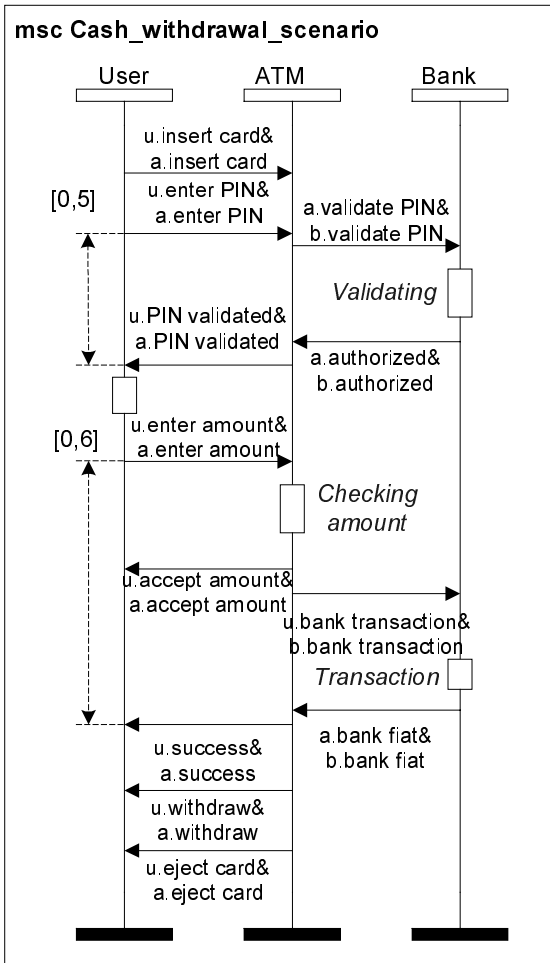 msc Cash_withdrawal_scenario
User
ATM
Bank
u.insert card&
a.insert card
[0,5]
u.enter PIN&
a.enter PIN
a.validate PIN&
b.validate PIN
Validating
u.PIN validated&
a.PIN validated
a.authorized&
b.authorized
u.enter amount&
a.enter amount
[0,6]
Checking
amount
u.accept amount&
a.accept amount
u.bank transaction&
b.bank transaction
Transaction
a.bank fiat&
b.bank fiat
u.success&
a.success
u.withdraw&
a.withdraw
u.eject card&
a.eject card